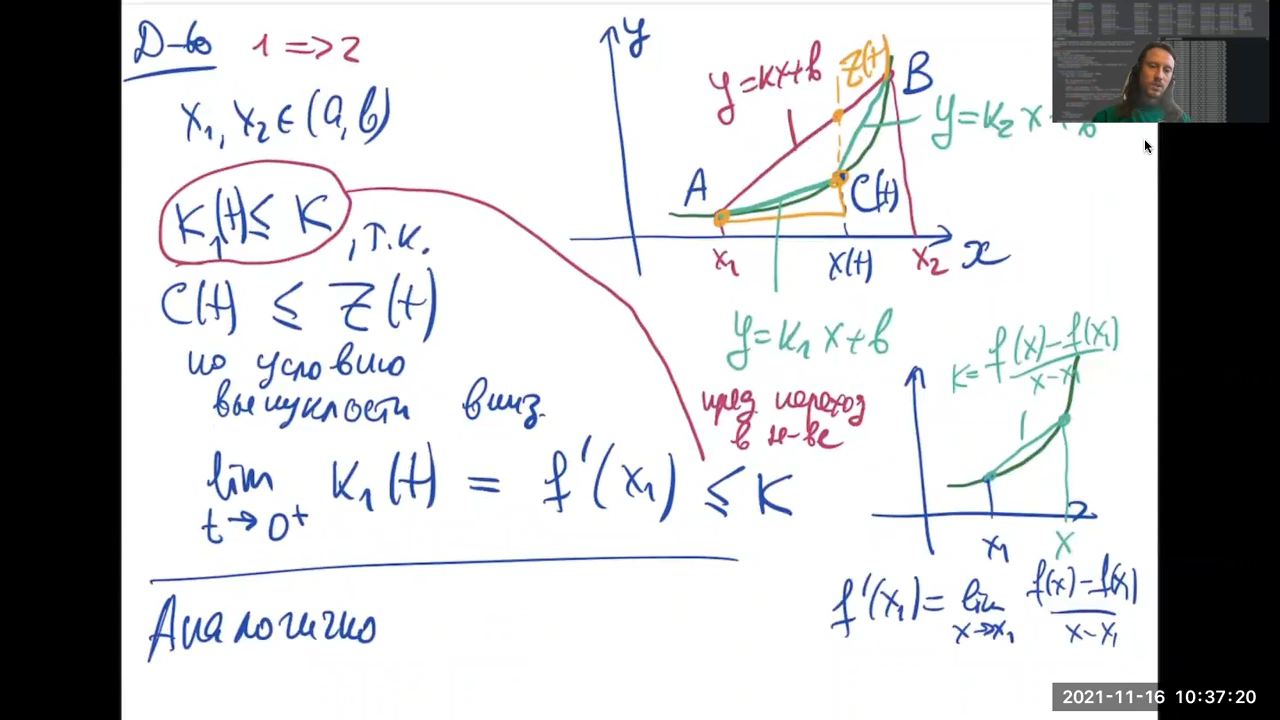 Д-во 1 => 2
x₁, x₂ ∈ (a, b)
K₁(t) ≤ K, т.к.
C(t) ≤ Z(t)
по условию
выпуклости вниз.
lim K₁(t) = f'(x₁) ≤ K
t → 0⁺
Аналогично
y
y=kx+b
Z(t)
B
y=k₂x+b
A
C(t)
x₁
x(t)
x₂
x
y=k₁x+b
пред. переход
в н-ве
K= f(x)-f(x₁)
x-x₁
x₁
x
f'(x₁)= lim f(x)-f(x₁)
x→x₁ x-x₁
2021-11-16 10:37:20